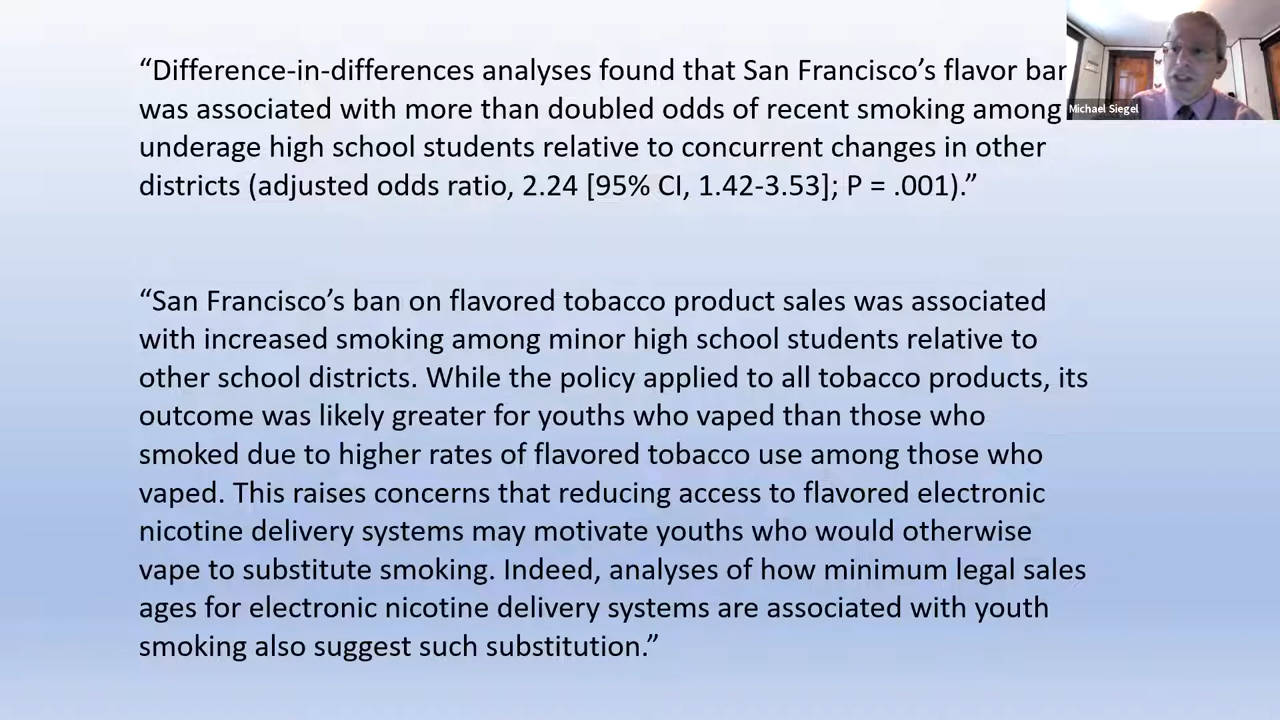 “Difference-in-differences analyses found that San Francisco’s flavor ban
was associated with more than doubled odds of recent smoking among
underage high school students relative to concurrent changes in other
districts (adjusted odds ratio, 2.24 [95% CI, 1.42-3.53]; P = .001).”
“San Francisco’s ban on flavored tobacco product sales was associated
with increased smoking among minor high school students relative to
other school districts. While the policy applied to all tobacco products, its
outcome was likely greater for youths who vaped than those who
smoked due to higher rates of flavored tobacco use among those who
vaped. This raises concerns that reducing access to flavored electronic
nicotine delivery systems may motivate youths who would otherwise
vape to substitute smoking. Indeed, analyses of how minimum legal sales
ages for electronic nicotine delivery systems are associated with youth
smoking also suggest such substitution.”
Michael Siegel